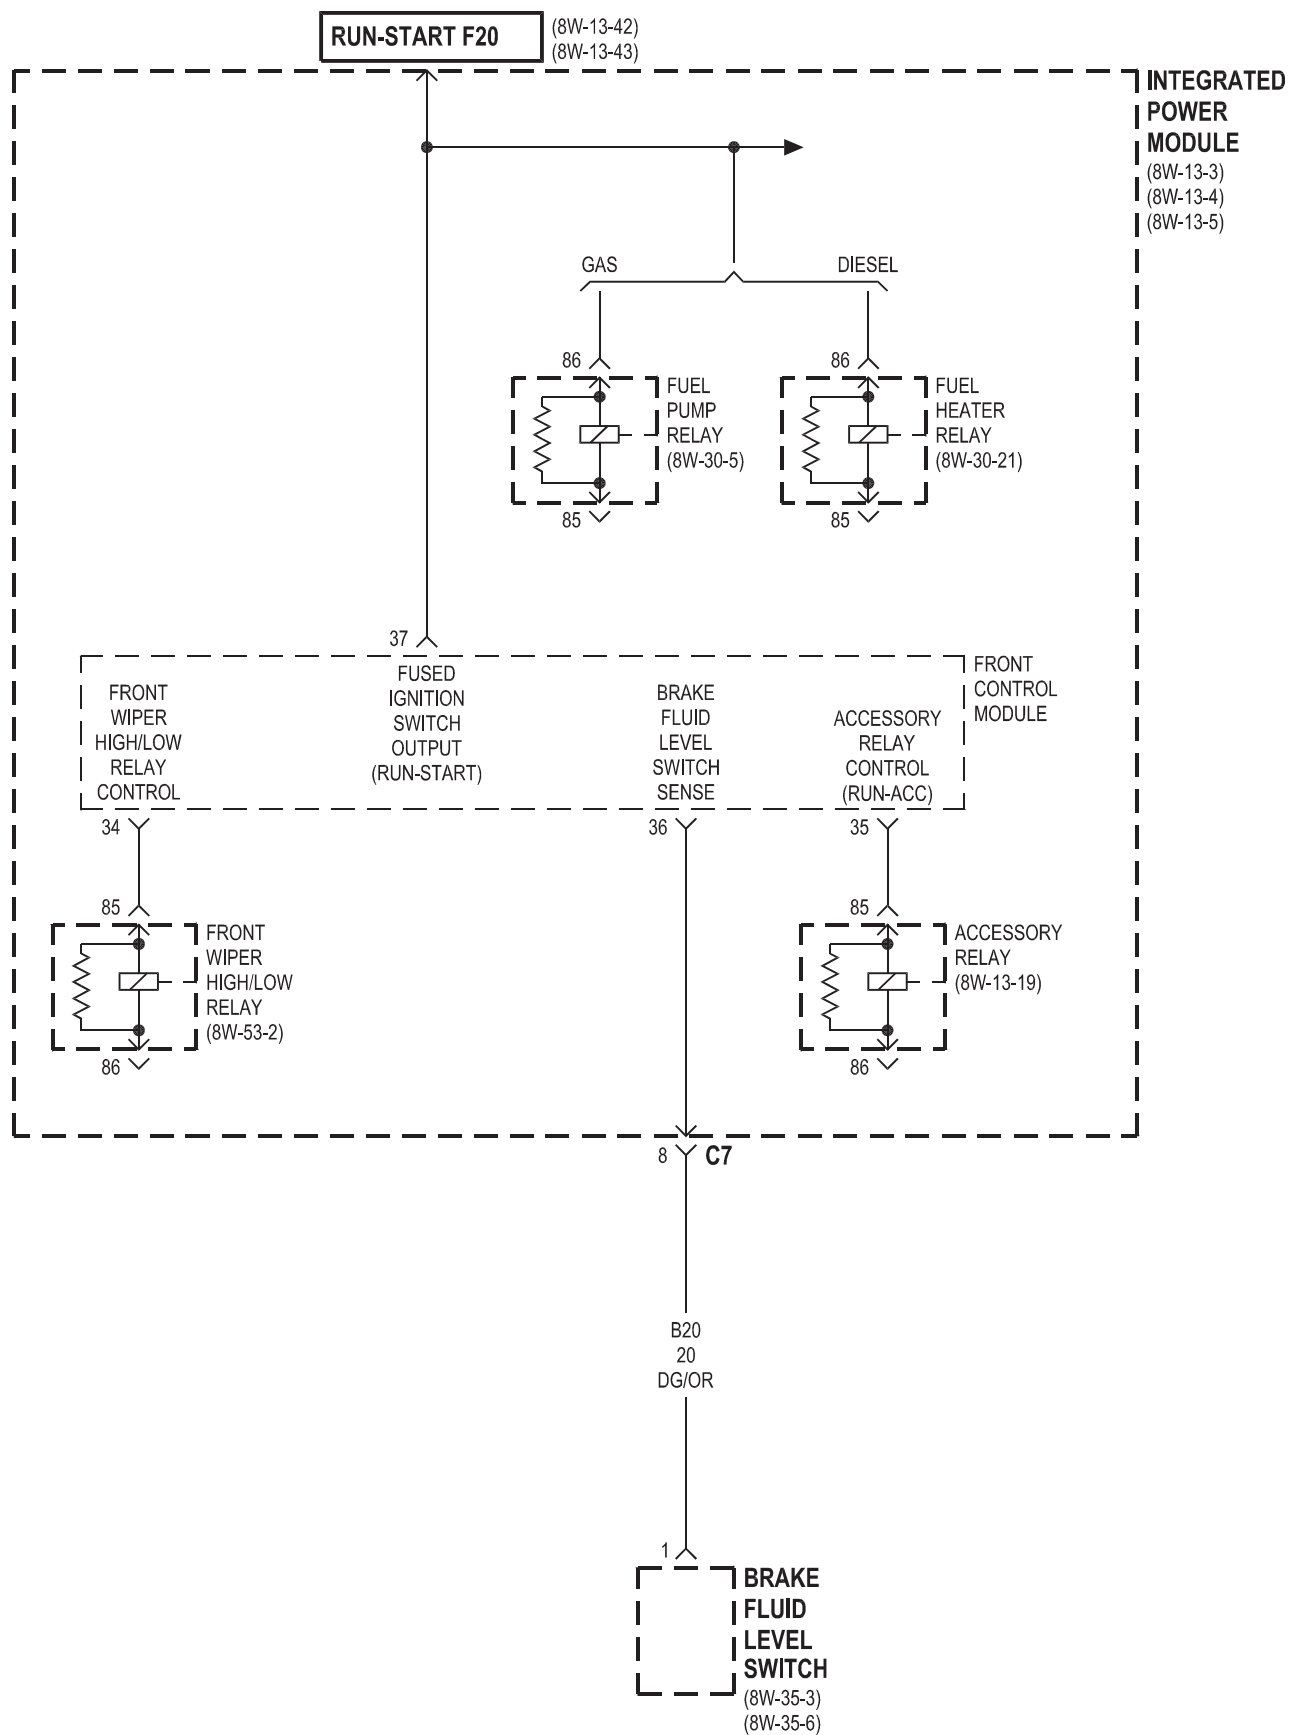 RUN-START F20
(8W-13-42)
(8W-13-43)
INTEGRATED
POWER
MODULE
(8W-13-3)
(8W-13-4)
(8W-13-5)
GAS
DIESEL
86
FUEL
PUMP
RELAY
(8W-30-5)
85
86
FUEL
HEATER
RELAY
(8W-30-21)
85
37
FRONT
CONTROL
MODULE
FRONT
WIPER
HIGH/LOW
RELAY
CONTROL
FUSED
IGNITION
SWITCH
OUTPUT
(RUN-START)
BRAKE
FLUID
LEVEL
SWITCH
SENSE
ACCESSORY
RELAY
CONTROL
(RUN-ACC)
34
36
35
85
FRONT
WIPER
HIGH/LOW
RELAY
(8W-53-2)
86
85
ACCESSORY
RELAY
(8W-13-19)
86
8
C7
B20
20
DG/OR
1
BRAKE
FLUID
LEVEL
SWITCH
(8W-35-3)
(8W-35-6)